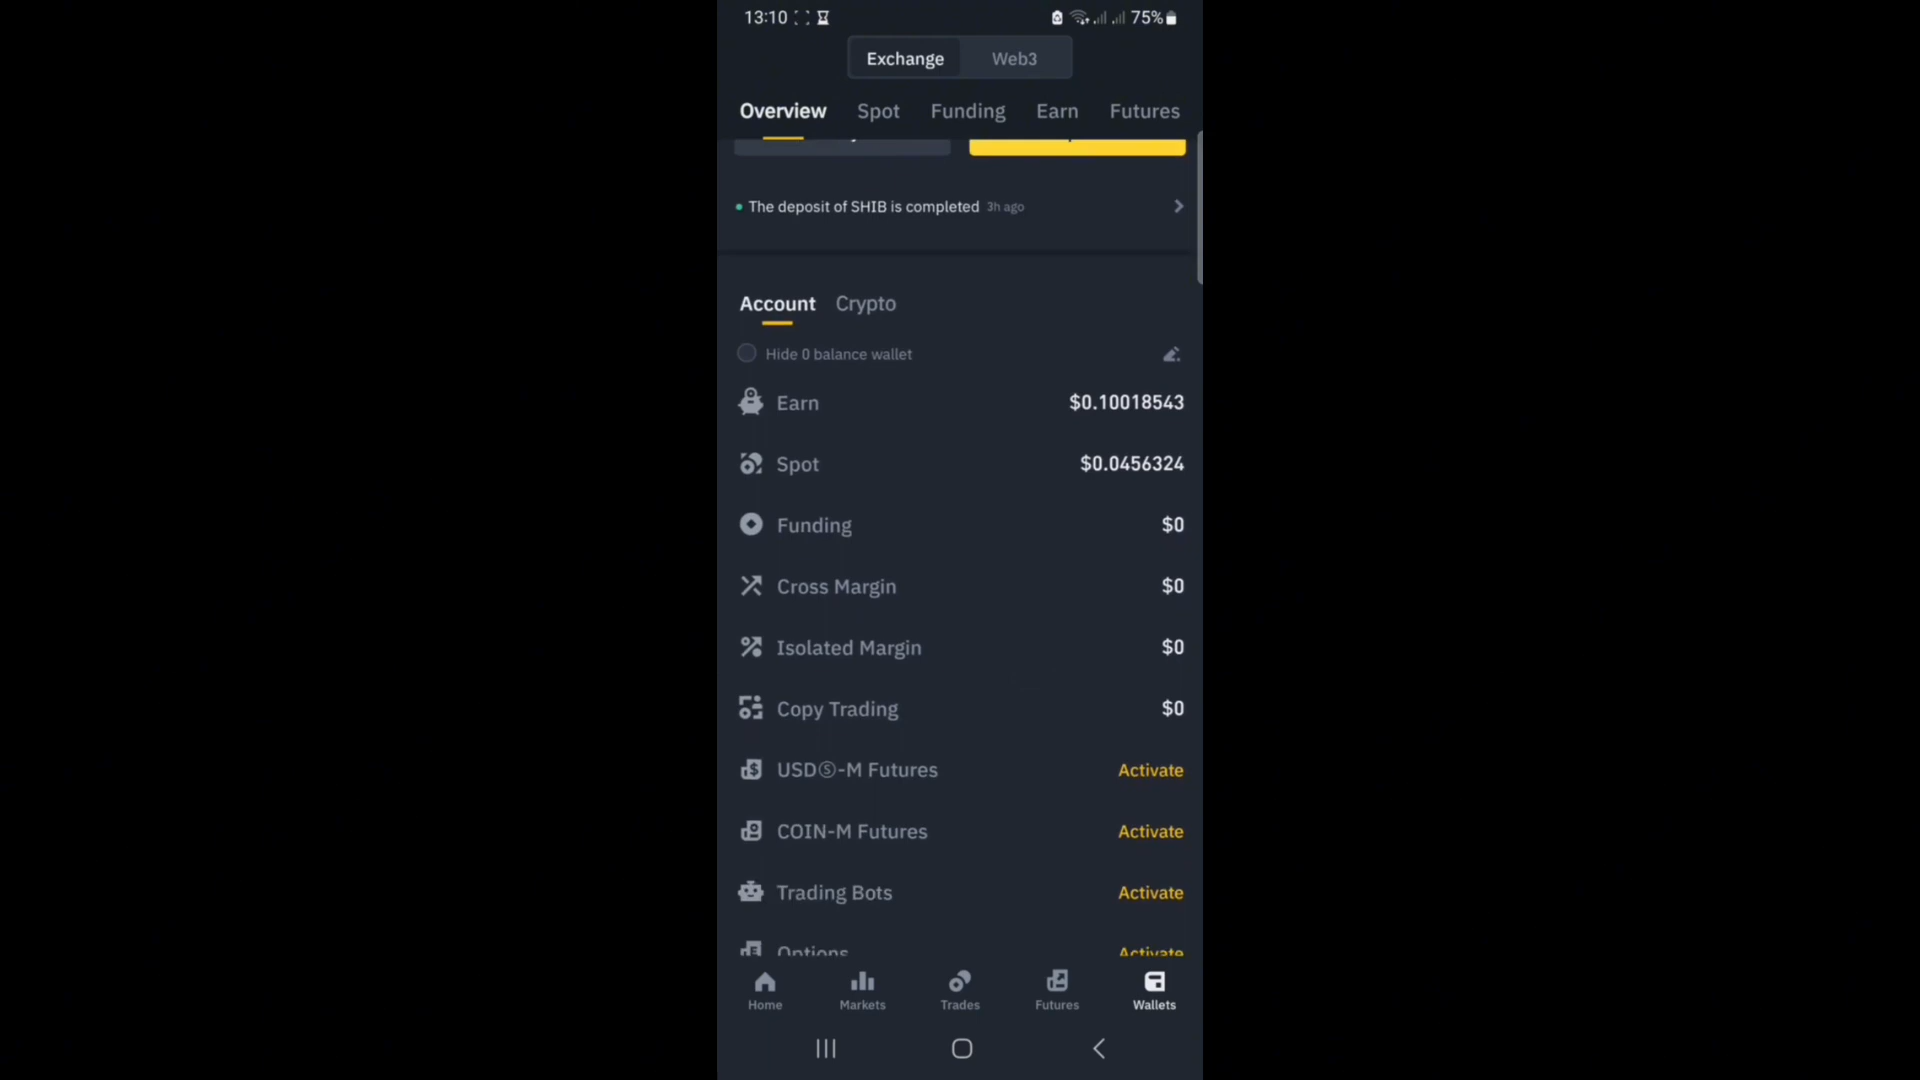 13:10 75%
Exchange Web3
Overview Spot Funding Earn Futures
The deposit of SHIB is completed 3h ago
Account Crypto
Hide 0 balance wallet
Earn $0.10018543
Spot $0.0456324
Funding $0
Cross Margin $0
Isolated Margin $0
Copy Trading $0
USDⓈ-M Futures Activate
COIN-M Futures Activate
Trading Bots Activate
Options Activate
Home Markets Trades Futures Wallets